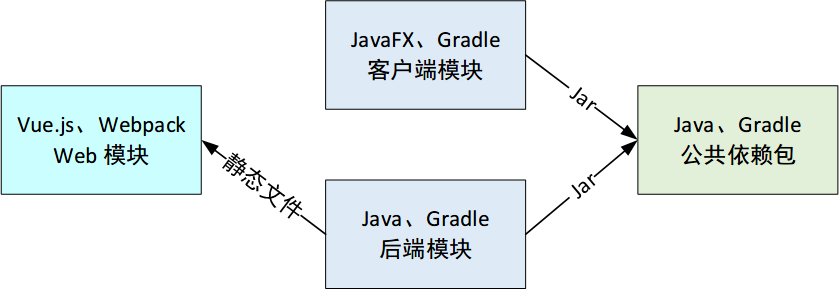 JavaFX、Gradle
客户端模块
Jar
Vue.js、Webpack
Web 模块
Java、Gradle
公共依赖包
静态文件
Jar
Java、Gradle
后端模块